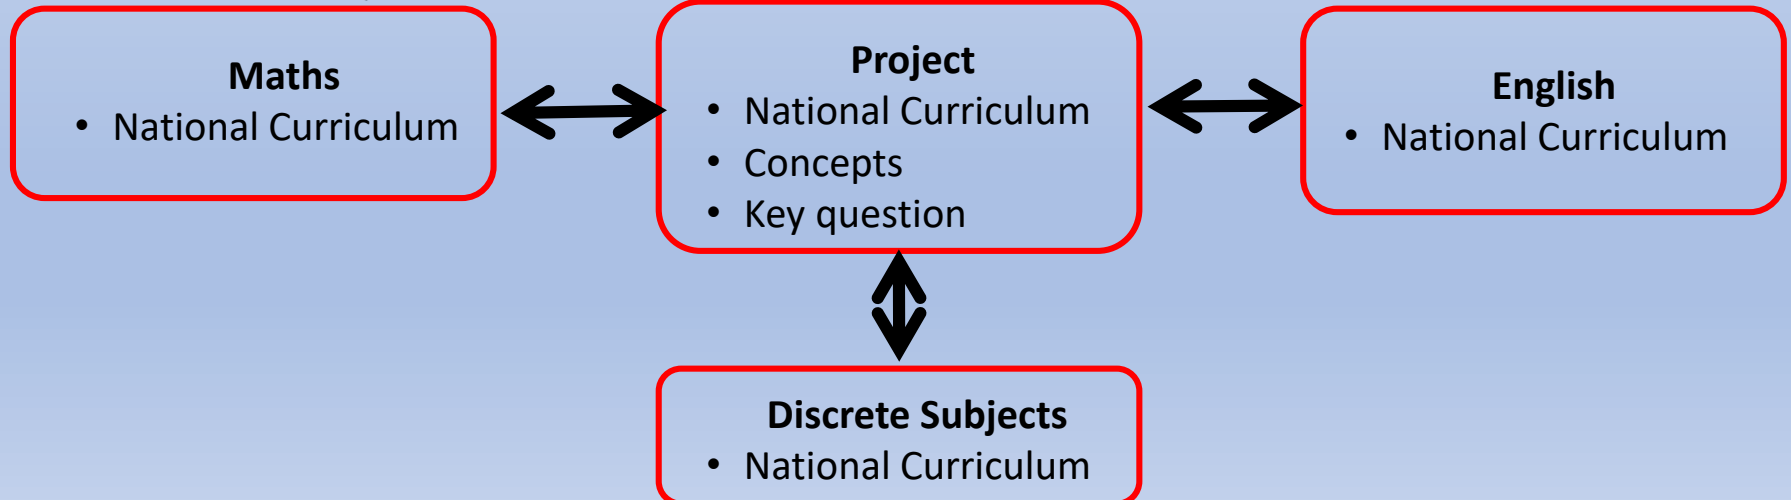 Maths
• National Curriculum
Project
• National Curriculum
• Concepts
• Key question
English
• National Curriculum
Discrete Subjects
• National Curriculum